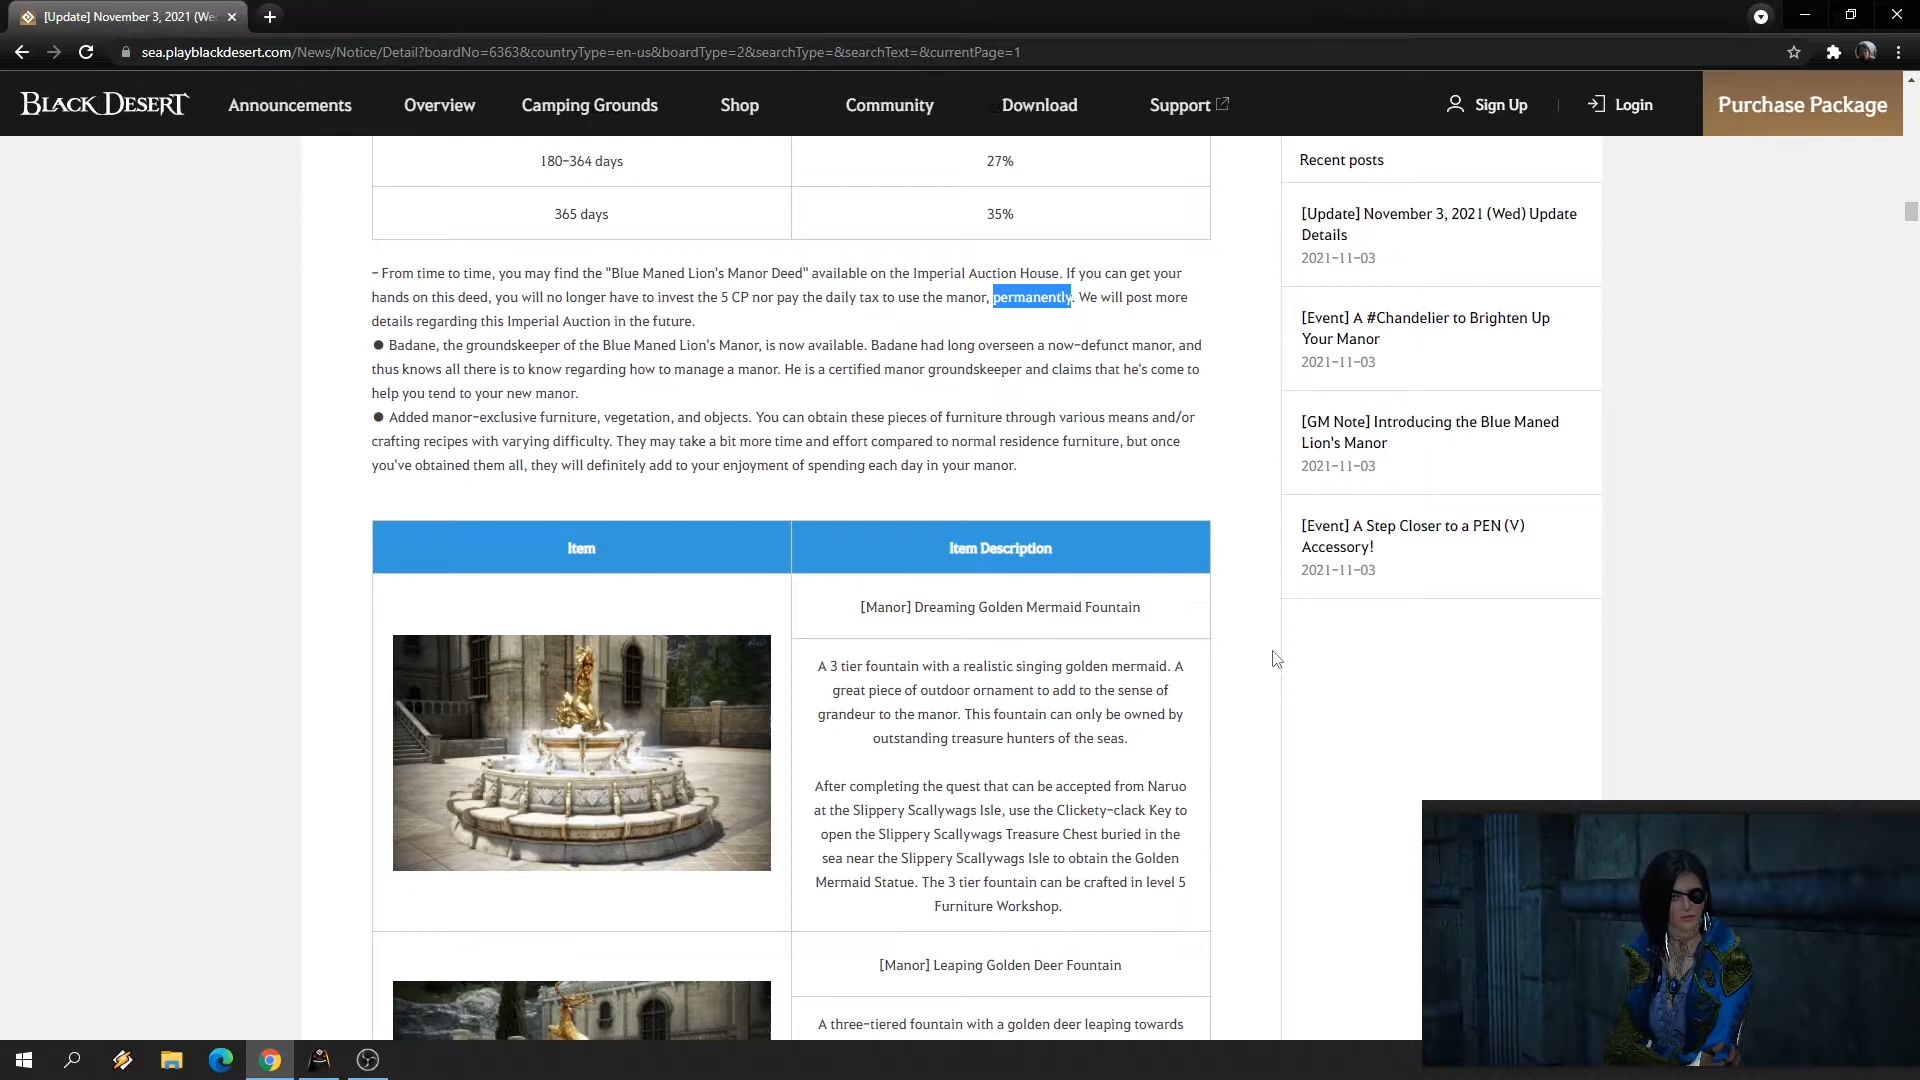 [Update] November 3, 2021 (We
sea.playblackdesert.com/News/Notice/Detail?boardNo=6363&countryType=en-us&boardType=2&searchType=&searchText=&currentPage=1
BLACK DESERT
Announcements
Overview
Camping Grounds
Shop
Community
Download
Support
Sign Up
Login
Purchase Package
180-364 days
27%
365 days
35%
- From time to time, you may find the "Blue Maned Lion's Manor Deed" available on the Imperial Auction House. If you can get your
hands on this deed, you will no longer have to invest the 5 CP nor pay the daily tax to use the manor, permanently. We will post more
details regarding this Imperial Auction in the future.
● Badane, the groundskeeper of the Blue Maned Lion's Manor, is now available. Badane had long overseen a now-defunct manor, and
thus knows all there is to know regarding how to manage a manor. He is a certified manor groundskeeper and claims that he's come to
help you tend to your new manor.
● Added manor-exclusive furniture, vegetation, and objects. You can obtain these pieces of furniture through various means and/or
crafting recipes with varying difficulty. They may take a bit more time and effort compared to normal residence furniture, but once
you've obtained them all, they will definitely add to your enjoyment of spending each day in your manor.
Item
Item Description
[Manor] Dreaming Golden Mermaid Fountain
A 3 tier fountain with a realistic singing golden mermaid. A
great piece of outdoor ornament to add to the sense of
grandeur to the manor. This fountain can only be owned by
outstanding treasure hunters of the seas.
After completing the quest that can be accepted from Naruo
at the Slippery Scallywags Isle, use the Clickety-clack Key to
open the Slippery Scallywags Treasure Chest buried in the
sea near the Slippery Scallywags Isle to obtain the Golden
Mermaid Statue. The 3 tier fountain can be crafted in level 5
Furniture Workshop.
[Manor] Leaping Golden Deer Fountain
A three-tiered fountain with a golden deer leaping towards
Recent posts
[Update] November 3, 2021 (Wed) Update
Details
2021-11-03
[Event] A #Chandelier to Brighten Up
Your Manor
2021-11-03
[GM Note] Introducing the Blue Maned
Lion's Manor
2021-11-03
[Event] A Step Closer to a PEN (V)
Accessory!
2021-11-03